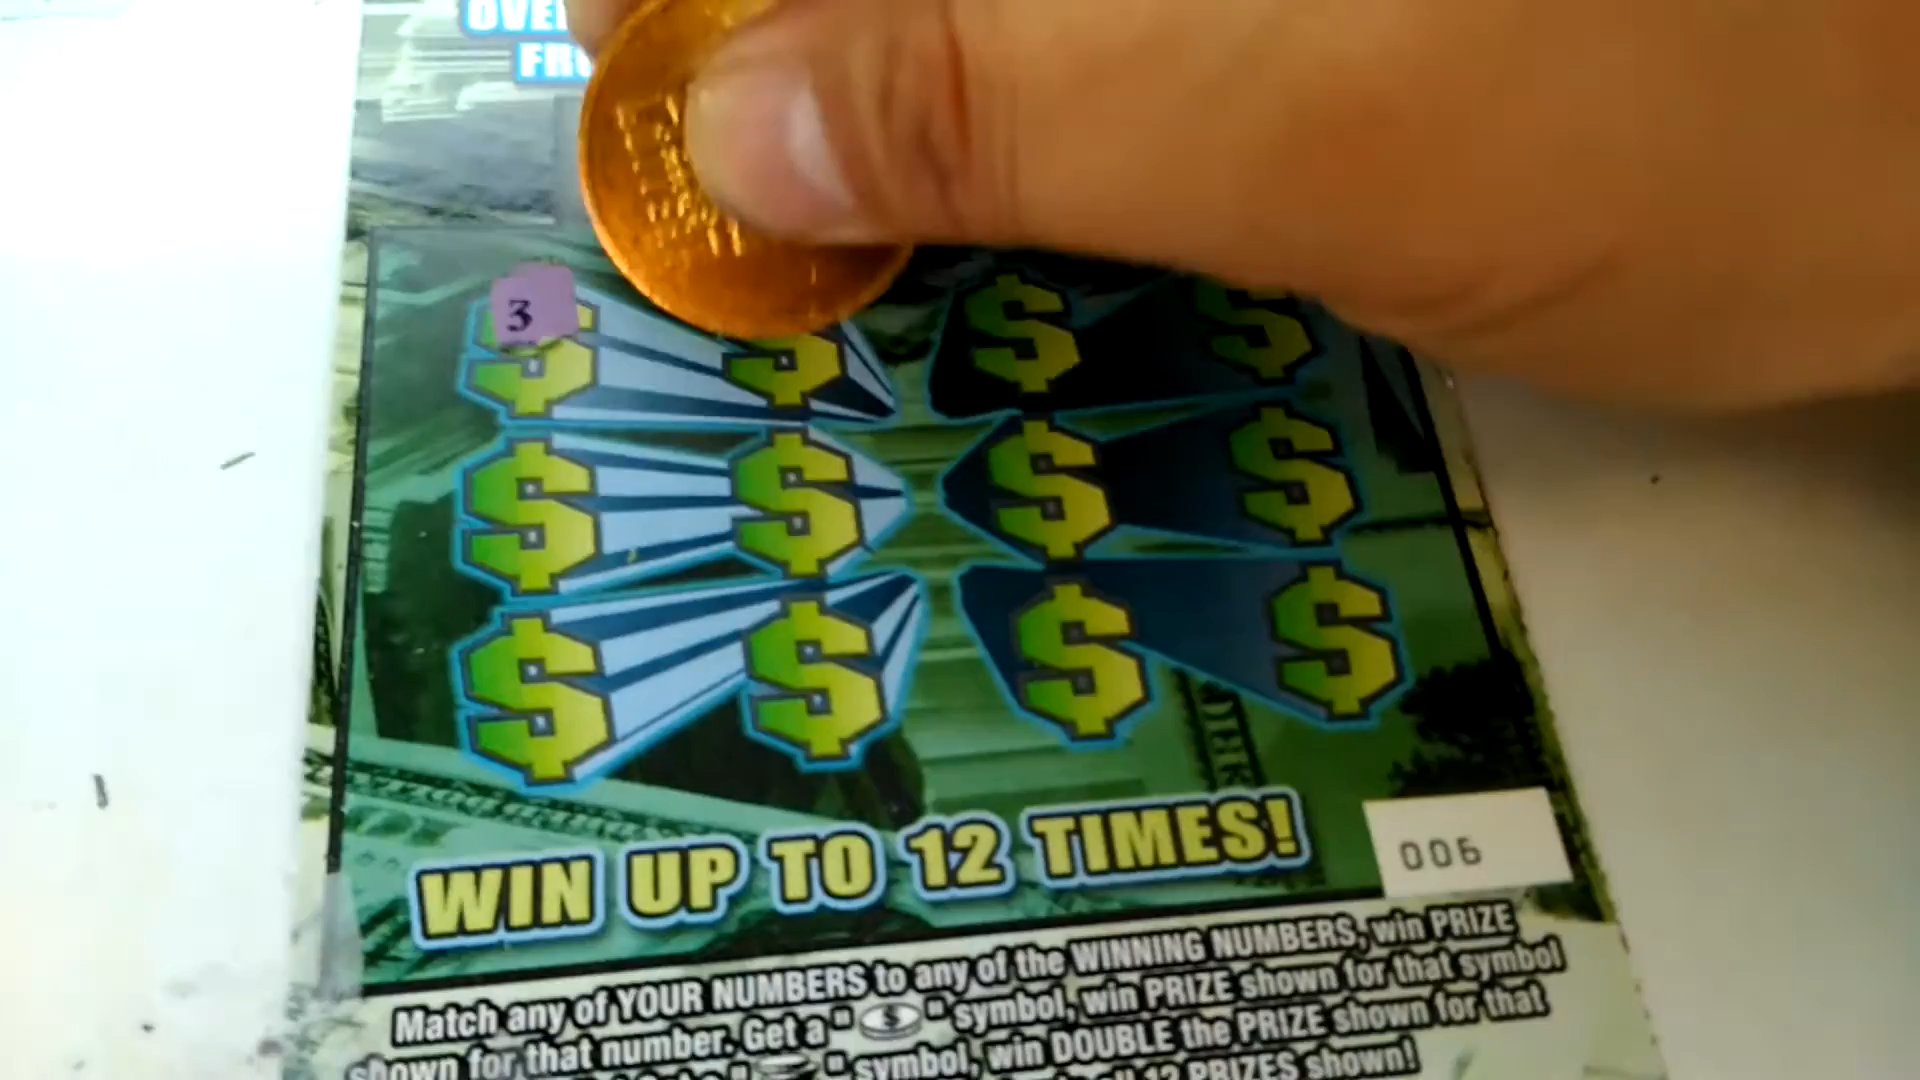 3
WIN UP TO 12 TIMES!
006
Match any of YOUR NUMBERS to any of the WINNING NUMBERS, win PRIZE
shown for that number. Get a " $ " symbol, win PRIZE shown for that symbol
" symbol, win DOUBLE the PRIZE shown for that
all 12 PRIZES shown!